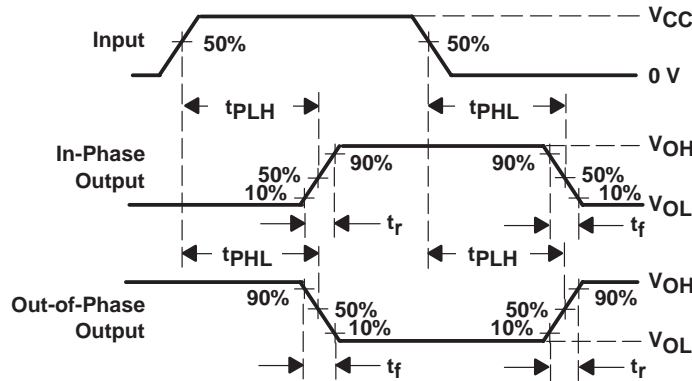 VCC
Input
50%
50%
0 V
tPLH
tPHL
In-Phase
Output
VOH
90%
90%
50%
50%
10%
10%
VOL
tr
tf
tPHL
tPLH
Out-of-Phase
Output
VOH
90%
90%
50%
50%
10%
10%
VOL
tf
tr